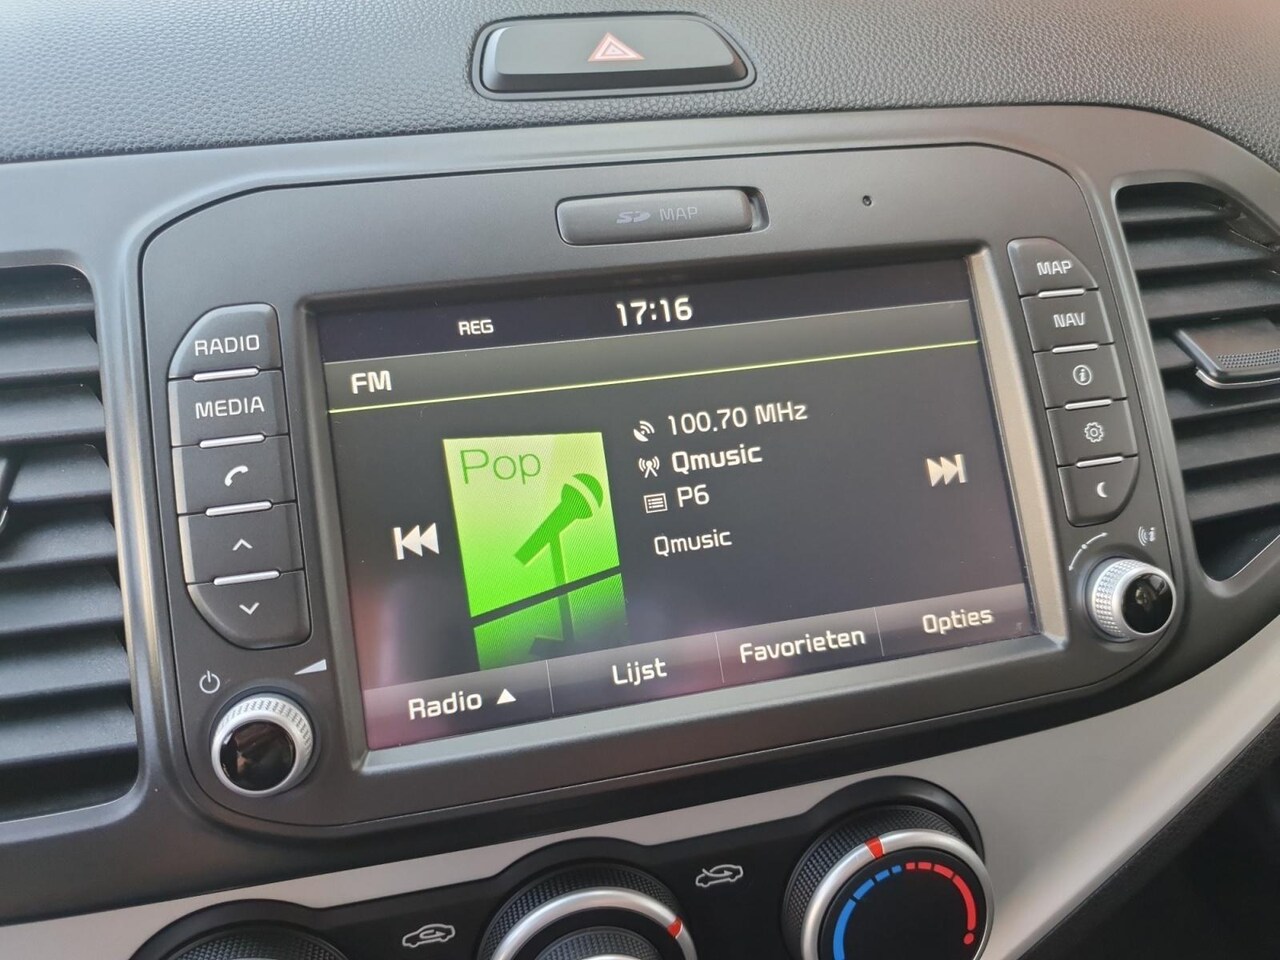 SD MAP
RADIO
MEDIA
MAP
NAV
REG 17:16
FM
Pop
100.70 MHz
Qmusic
P6
Qmusic
Radio ▲ Lijst Favorieten Opties